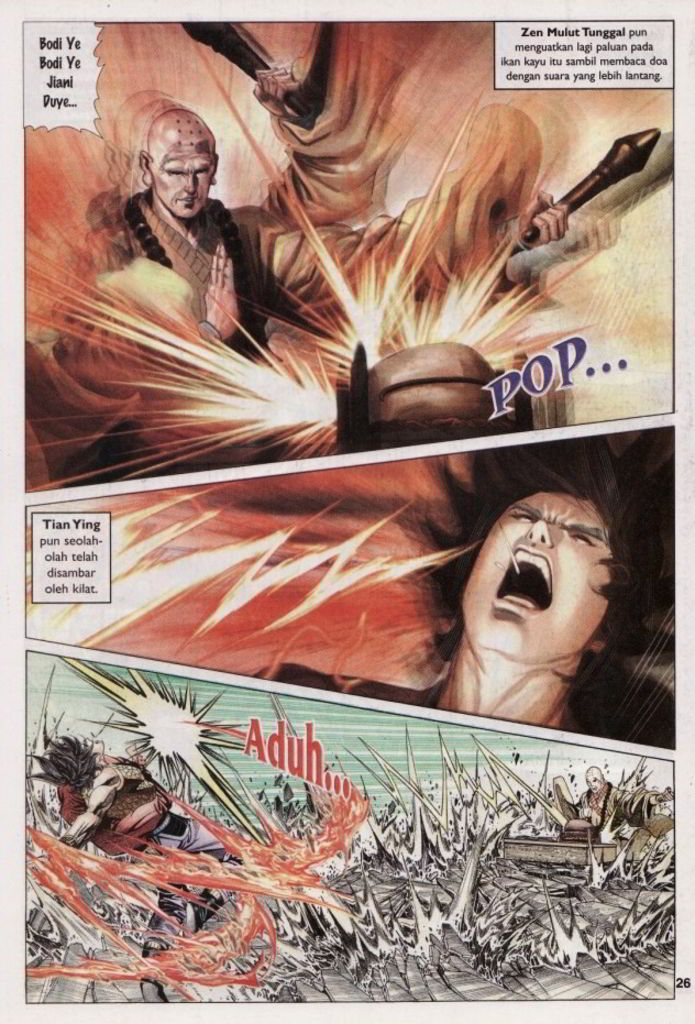 Bodi Ye
Bodi Ye
Jiani
Duye...
Zen Mulut Tunggal pun
menguatkan lagi paluan pada
ikan kayu itu sambil membaca doa
dengan suara yang lebih lantang.
POP...
Tian Ying
pun seolah-
olah telah
disambar
oleh kilat.
Aduh...
26